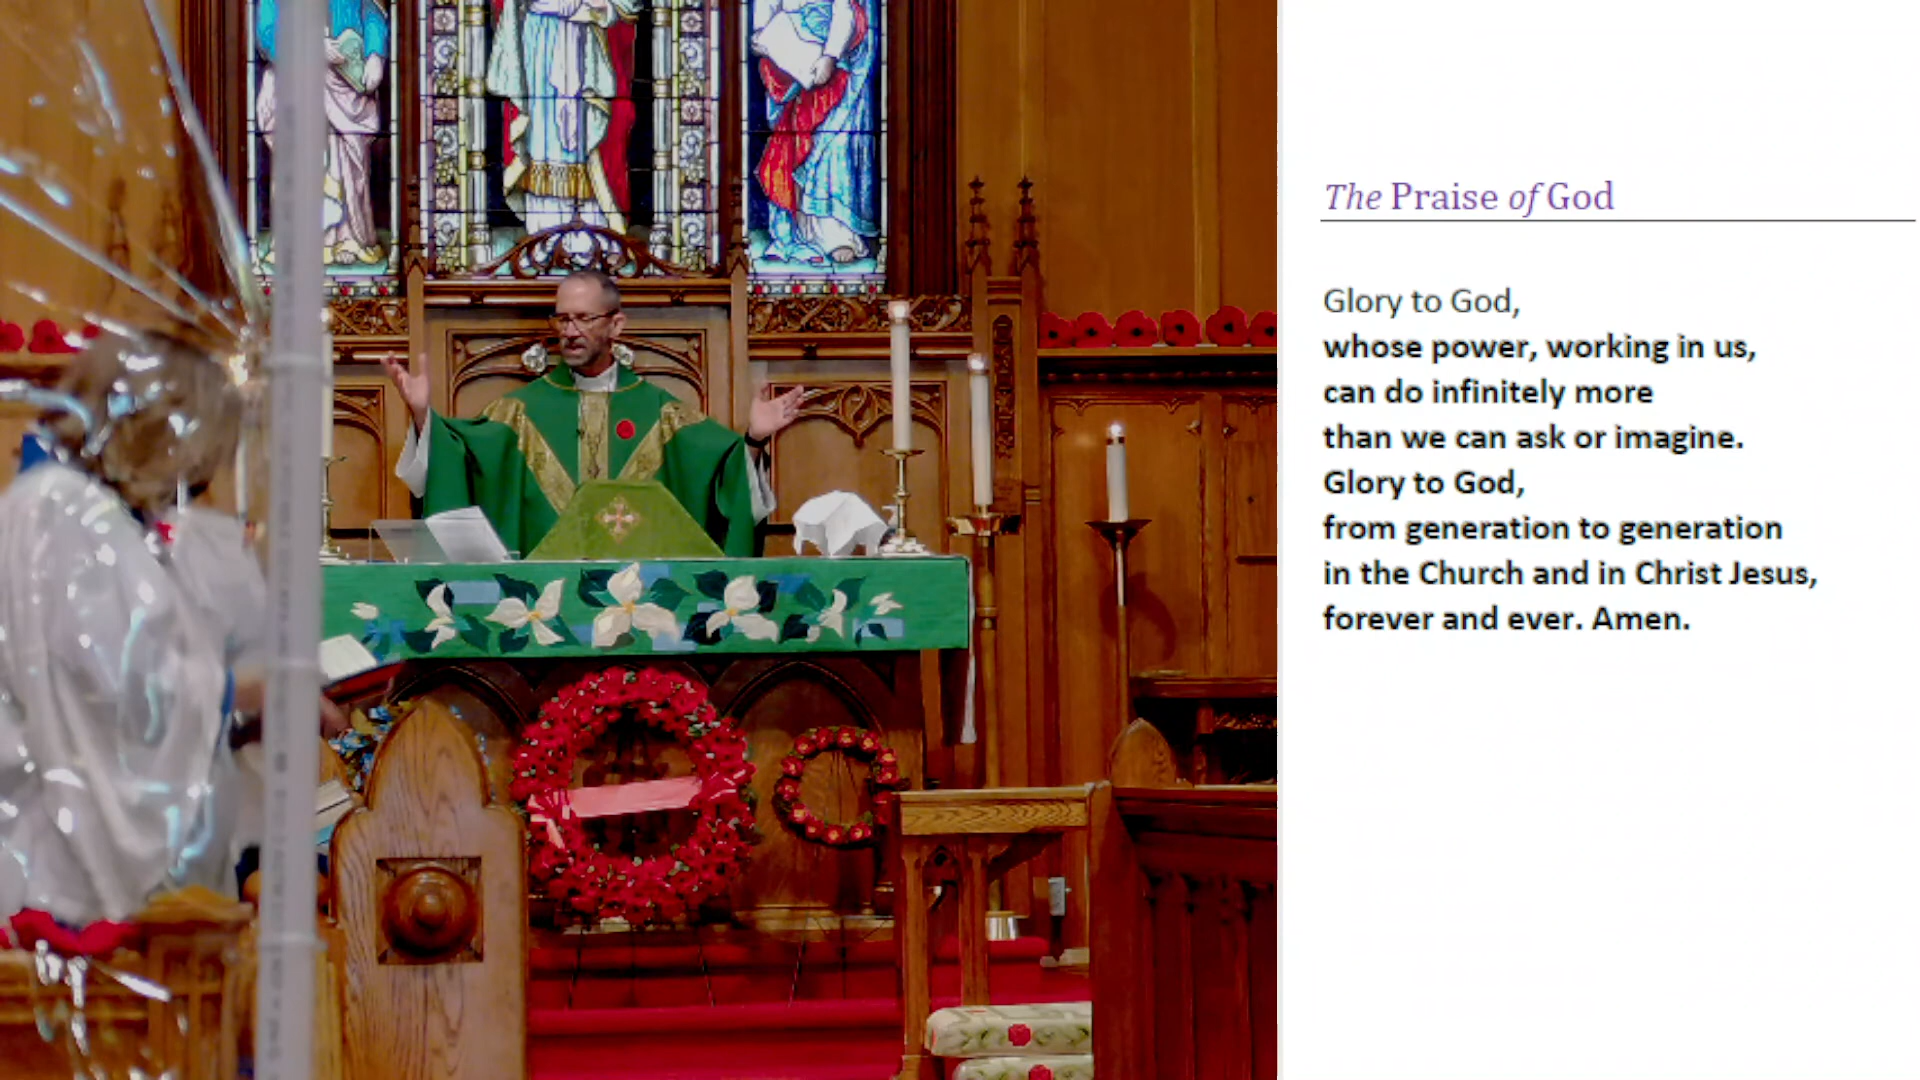 The Praise of God
Glory to God,
whose power, working in us,
can do infinitely more
than we can ask or imagine.
Glory to God,
from generation to generation
in the Church and in Christ Jesus,
forever and ever. Amen.